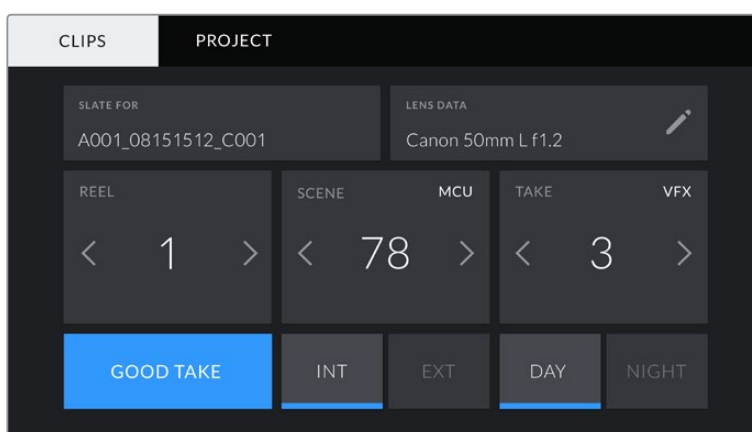 CLIPS PROJECT
SLATE FOR
A001_08151512_C001
LENS DATA
Canon 50mm L f1.2
REEL
1
SCENE MCU
78
TAKE VFX
3
GOOD TAKE INT EXT DAY NIGHT